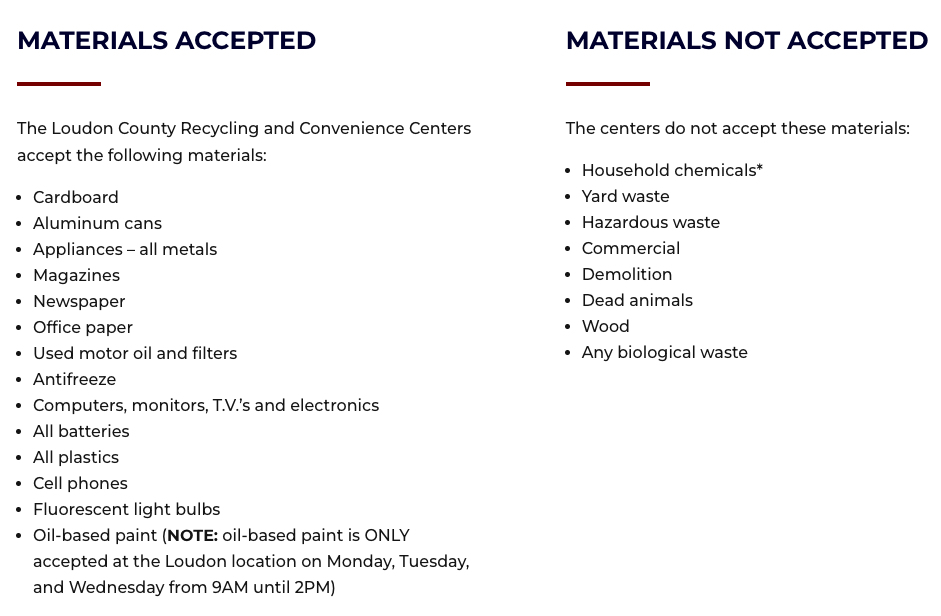 MATERIALS ACCEPTED
The Loudon County Recycling and Convenience Centers
accept the following materials:
• Cardboard
• Aluminum cans
• Appliances – all metals
• Magazines
• Newspaper
• Office paper
• Used motor oil and filters
• Antifreeze
• Computers, monitors, T.V.’s and electronics
• All batteries
• All plastics
• Cell phones
• Fluorescent light bulbs
• Oil-based paint (NOTE: oil-based paint is ONLY
accepted at the Loudon location on Monday, Tuesday,
and Wednesday from 9AM until 2PM)
MATERIALS NOT ACCEPTED
The centers do not accept these materials:
• Household chemicals*
• Yard waste
• Hazardous waste
• Commercial
• Demolition
• Dead animals
• Wood
• Any biological waste